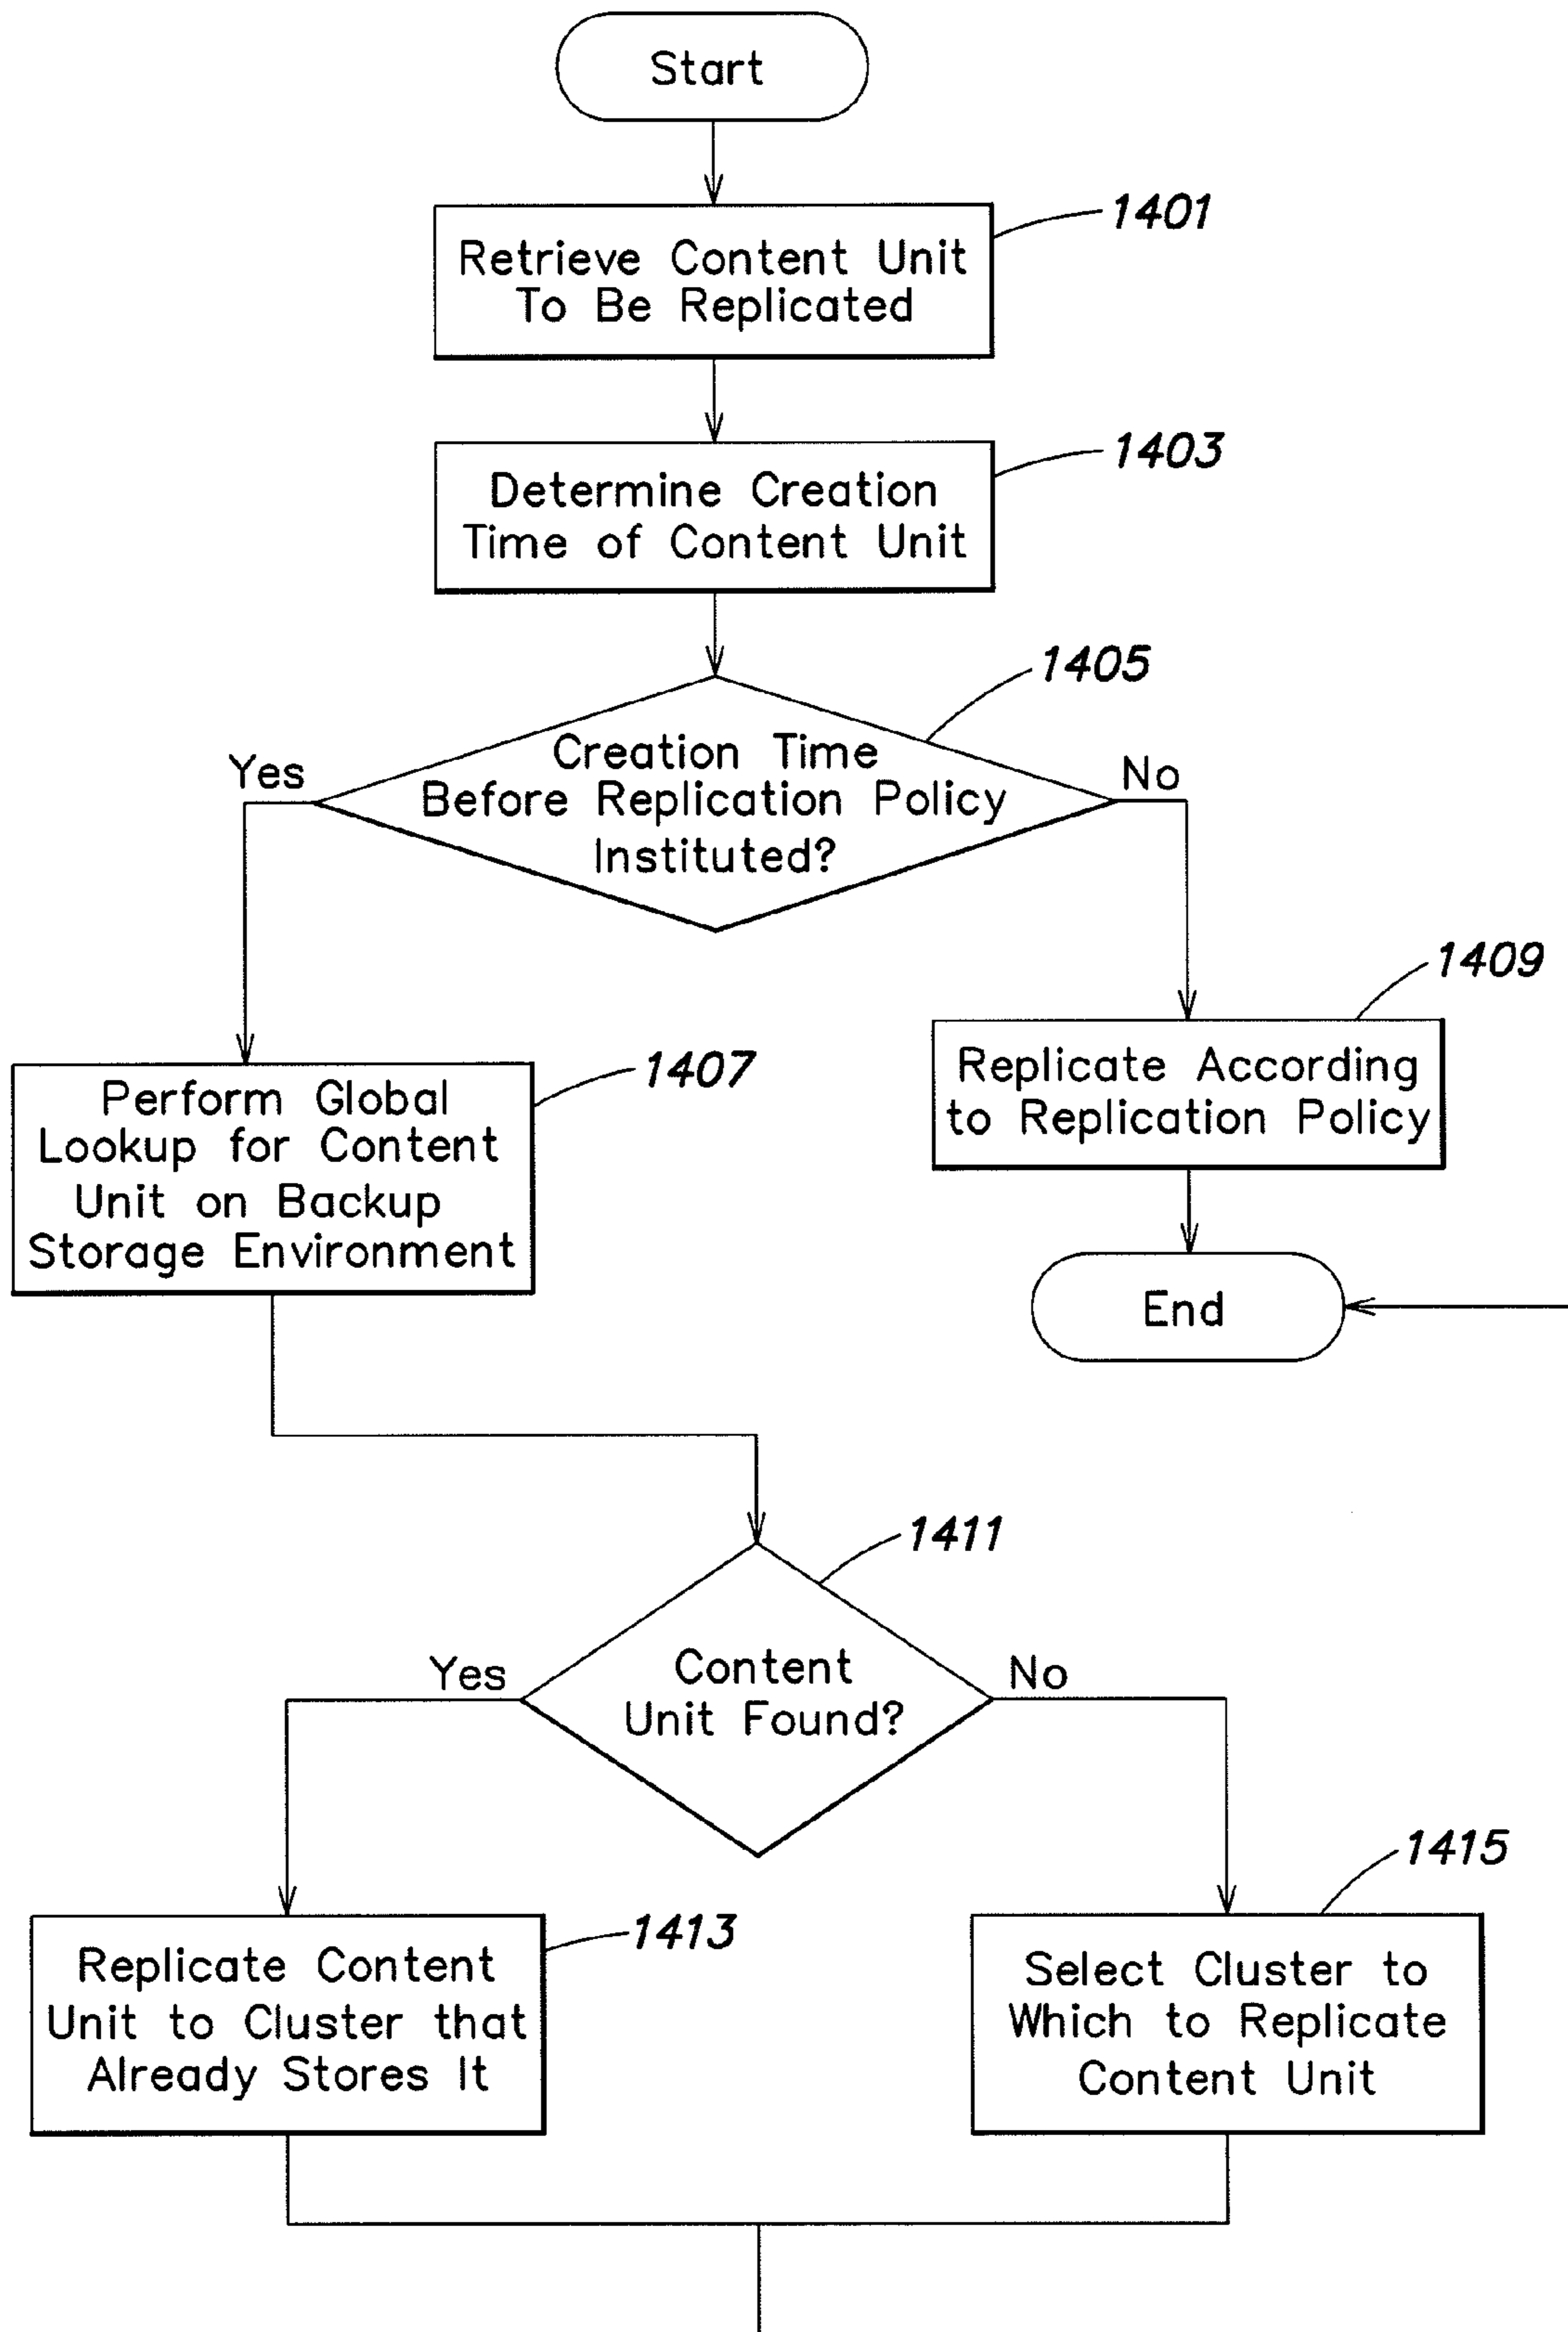 Start
1401
Retrieve Content Unit
To Be Replicated
1403
Determine Creation
Time of Content Unit
1405
Creation Time
Before Replication Policy
Instituted?
Yes
No
1409
Replicate According
to Replication Policy
1407
Perform Global
Lookup for Content
Unit on Backup
Storage Environment
End
1411
Content
Unit Found?
Yes
No
1413
Replicate Content
Unit to Cluster that
Already Stores It
1415
Select Cluster to
Which to Replicate
Content Unit